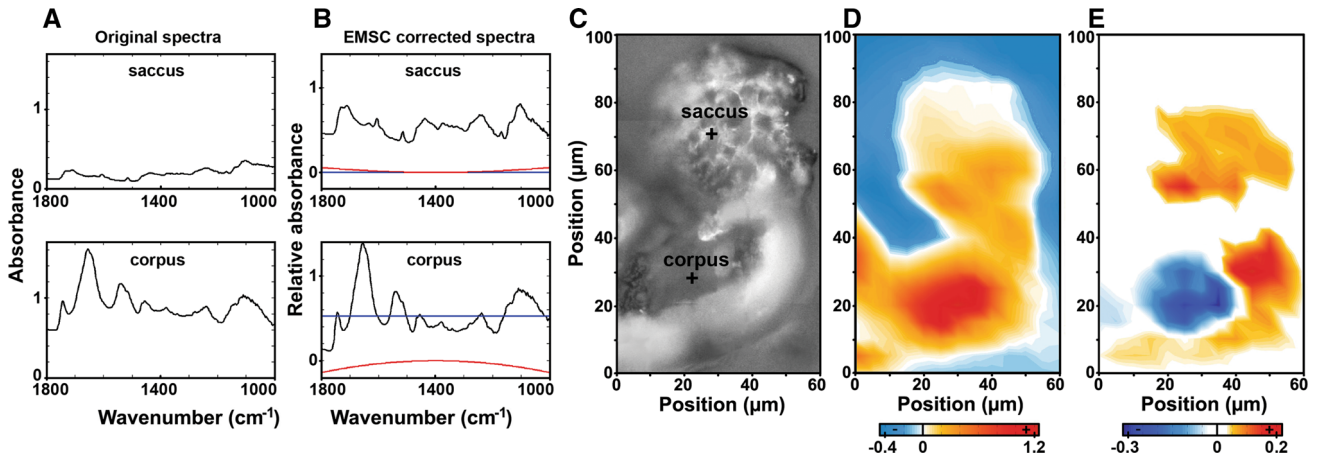 A
Original spectra
saccus
1
0
corpus
1
0
1800 1400 1000
1800 1400 1000
Absorbance
Wavenumber (cm-1)
B
EMSC corrected spectra
saccus
1
0
corpus
1
0
1800 1400 1000
1800 1400 1000
Relative absorbance
Wavenumber (cm-1)
C
100
80
60
40
20
0
saccus
+
corpus
+
0 20 40 60
Position (µm)
Position (µm)
D
100
80
60
40
20
0
0 20 40 60
Position (µm)
- +
-0.4 0 1.2
E
100
80
60
40
20
0
0 20 40 60
Position (µm)
- +
-0.3 0 0.2